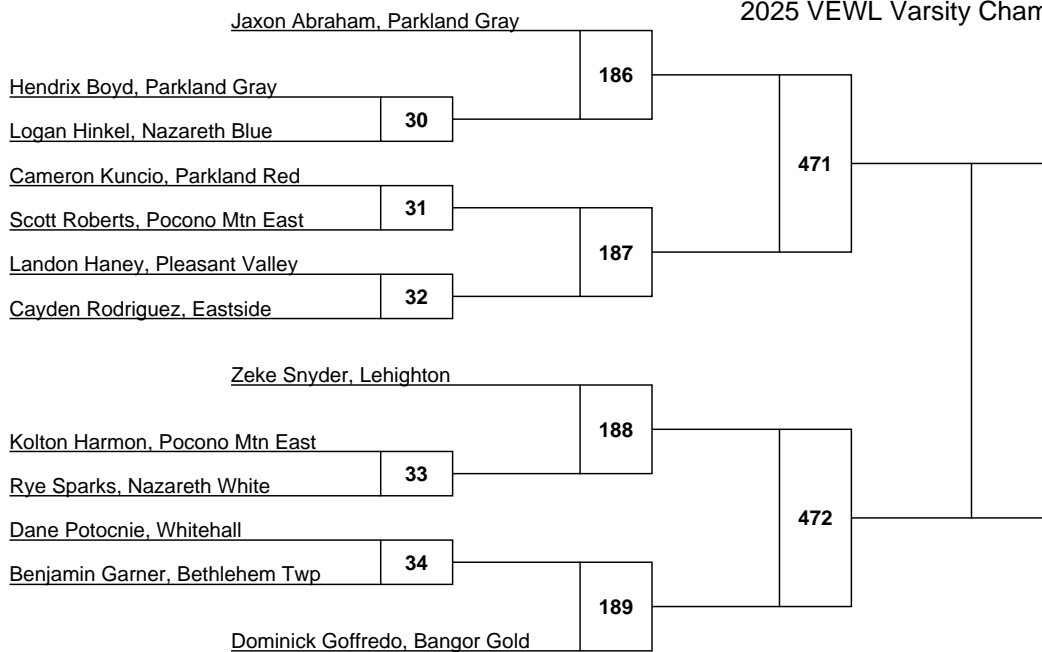 2025 VEWL Varsity
Jaxon Abraham, Parkland Gray
186
Hendrix Boyd, Parkland Gray
30
Logan Hinkel, Nazareth Blue
471
Cameron Kuncio, Parkland Red
31
Scott Roberts, Pocono Mtn East
187
Landon Haney, Pleasant Valley
32
Cayden Rodriguez, Eastside
Zeke Snyder, Lehighton
188
Kolton Harmon, Pocono Mtn East
33
Rye Sparks, Nazareth White
472
Dane Potocnie, Whitehall
34
Benjamin Garner, Bethlehem Twp
189
Dominick Goffredo, Bangor Gold